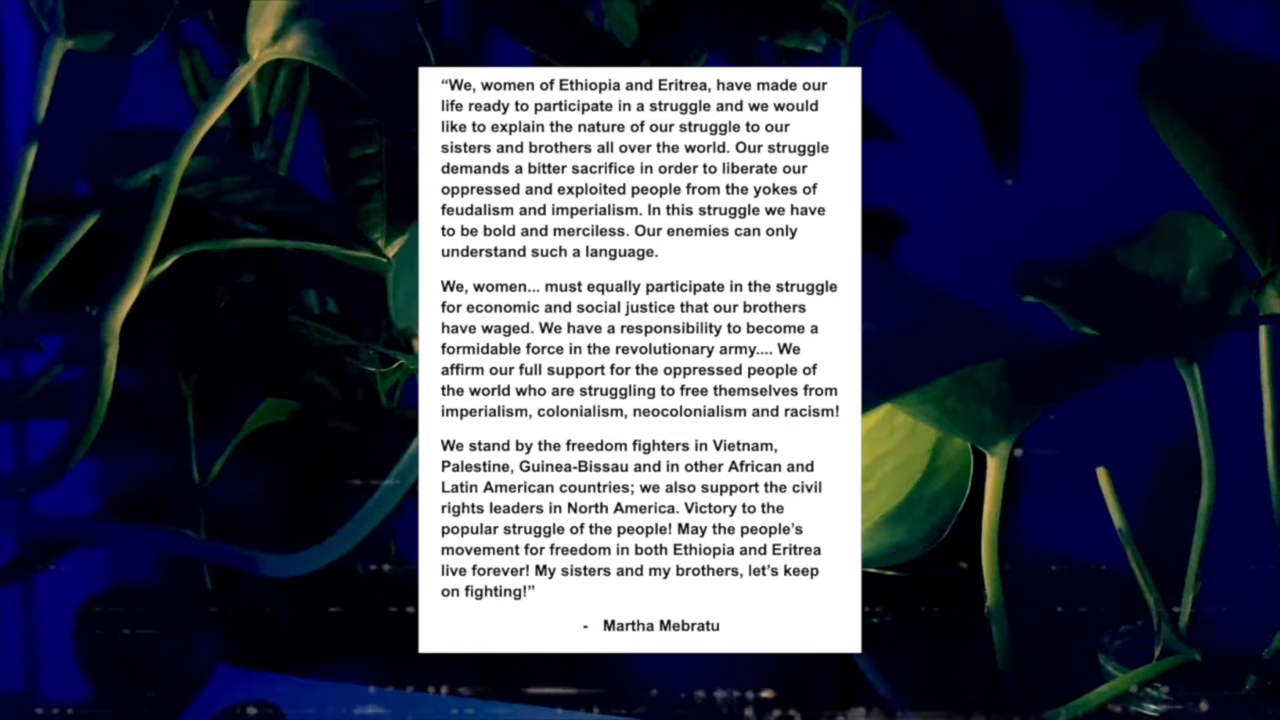 “We, women of Ethiopia and Eritrea, have made our
life ready to participate in a struggle and we would
like to explain the nature of our struggle to our
sisters and brothers all over the world. Our struggle
demands a bitter sacrifice in order to liberate our
oppressed and exploited people from the yokes of
feudalism and imperialism. In this struggle we have
to be bold and merciless. Our enemies can only
understand such a language.
We, women... must equally participate in the struggle
for economic and social justice that our brothers
have waged. We have a responsibility to become a
formidable force in the revolutionary army.... We
affirm our full support for the oppressed people of
the world who are struggling to free themselves from
imperialism, colonialism, neocolonialism and racism!
We stand by the freedom fighters in Vietnam,
Palestine, Guinea-Bissau and in other African and
Latin American countries; we also support the civil
rights leaders in North America. Victory to the
popular struggle of the people! May the people’s
movement for freedom in both Ethiopia and Eritrea
live forever! My sisters and my brothers, let’s keep
on fighting!”
- Martha Mebratu